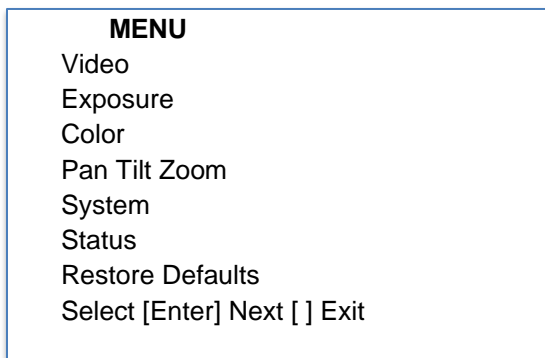 MENU
Video
Exposure
Color
Pan Tilt Zoom
System
Status
Restore Defaults
Select [Enter] Next [ ] Exit